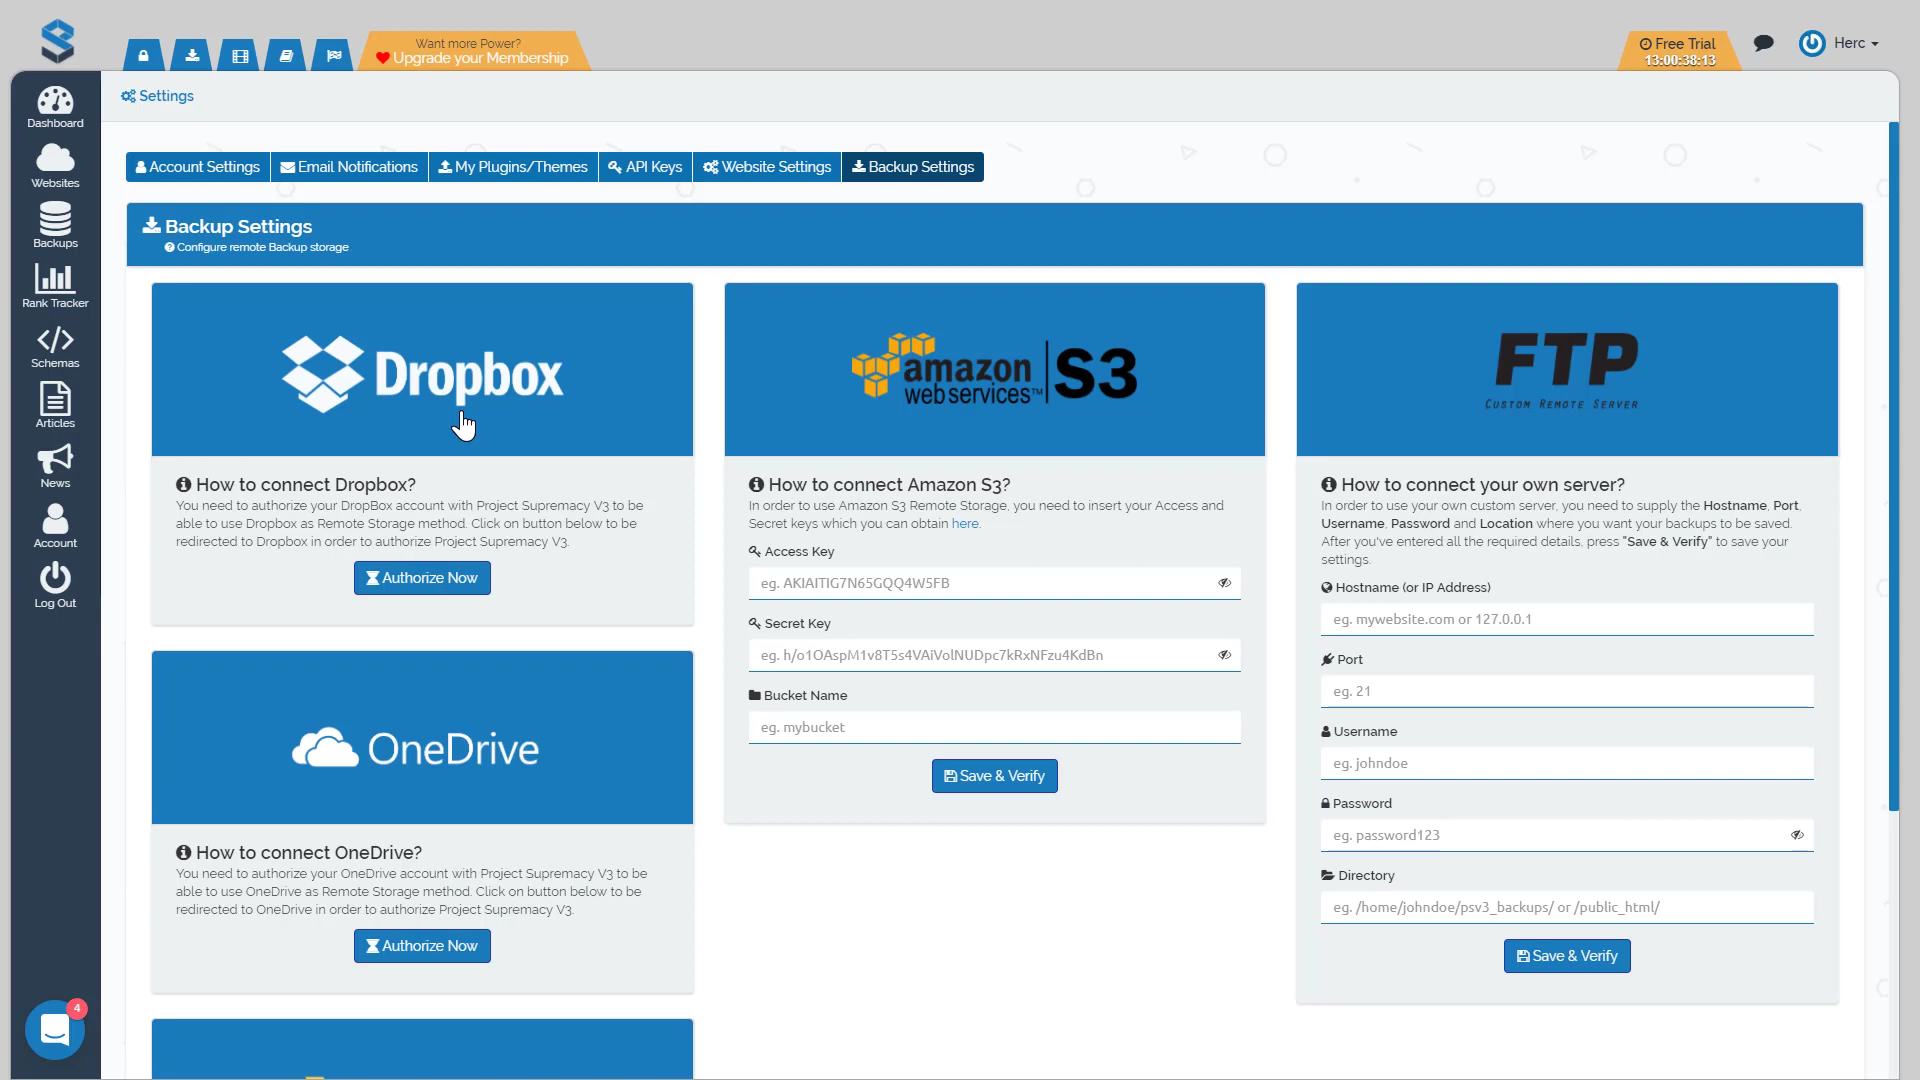 Want more Power?
Upgrade your Membership
Free Trial
13:00:38:13
Herc
Dashboard
Websites
Backups
Rank Tracker
Schemas
Articles
News
Account
Log Out
4
Settings
Account Settings
Email Notifications
My Plugins/Themes
API Keys
Website Settings
Backup Settings
Backup Settings
Configure remote Backup storage
Dropbox
How to connect Dropbox?
You need to authorize your DropBox account with Project Supremacy V3 to be
able to use Dropbox as Remote Storage method. Click on button below to be
redirected to Dropbox in order to authorize Project Supremacy V3.
Authorize Now
OneDrive
How to connect OneDrive?
You need to authorize your OneDrive account with Project Supremacy V3 to be
able to use OneDrive as Remote Storage method. Click on button below to be
redirected to OneDrive in order to authorize Project Supremacy V3.
Authorize Now
amazon
web services™
S3
How to connect Amazon S3?
In order to use Amazon S3 Remote Storage, you need to insert your Access and
Secret keys which you can obtain here.
Access Key
eg. AKIAITIG7N65GQQ4W5FB
Secret Key
eg. h/o1OAspM1v8T5s4VAiVolNUDpc7kRxNFzu4KdBn
Bucket Name
eg. mybucket
Save & Verify
FTP
Custom Remote Server
How to connect your own server?
In order to use your own custom server, you need to supply the Hostname, Port,
Username, Password and Location where you want your backups to be saved.
After you've entered all the required details, press "Save & Verify" to save your
settings.
Hostname (or IP Address)
eg. mywebsite.com or 127.0.0.1
Port
eg. 21
Username
eg. johndoe
Password
eg. password123
Directory
eg. /home/johndoe/psv3_backups/ or /public_html/
Save & Verify